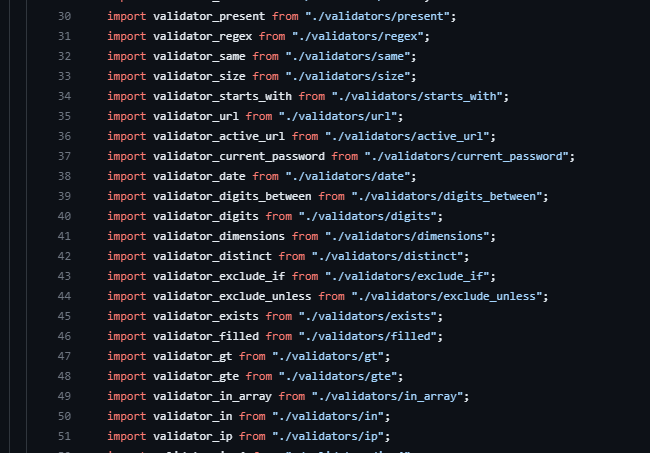 30 import validator_present from "./validators/present";
31 import validator_regex from "./validators/regex";
32 import validator_same from "./validators/same";
33 import validator_size from "./validators/size";
34 import validator_starts_with from "./validators/starts_with";
35 import validator_url from "./validators/url";
36 import validator_active_url from "./validators/active_url";
37 import validator_current_password from "./validators/current_password";
38 import validator_date from "./validators/date";
39 import validator_digits_between from "./validators/digits_between";
40 import validator_digits from "./validators/digits";
41 import validator_dimensions from "./validators/dimensions";
42 import validator_distinct from "./validators/distinct";
43 import validator_exclude_if from "./validators/exclude_if";
44 import validator_exclude_unless from "./validators/exclude_unless";
45 import validator_exists from "./validators/exists";
46 import validator_filled from "./validators/filled";
47 import validator_gt from "./validators/gt";
48 import validator_gte from "./validators/gte";
49 import validator_in_array from "./validators/in_array";
50 import validator_in from "./validators/in";
51 import validator_ip from "./validators/ip";